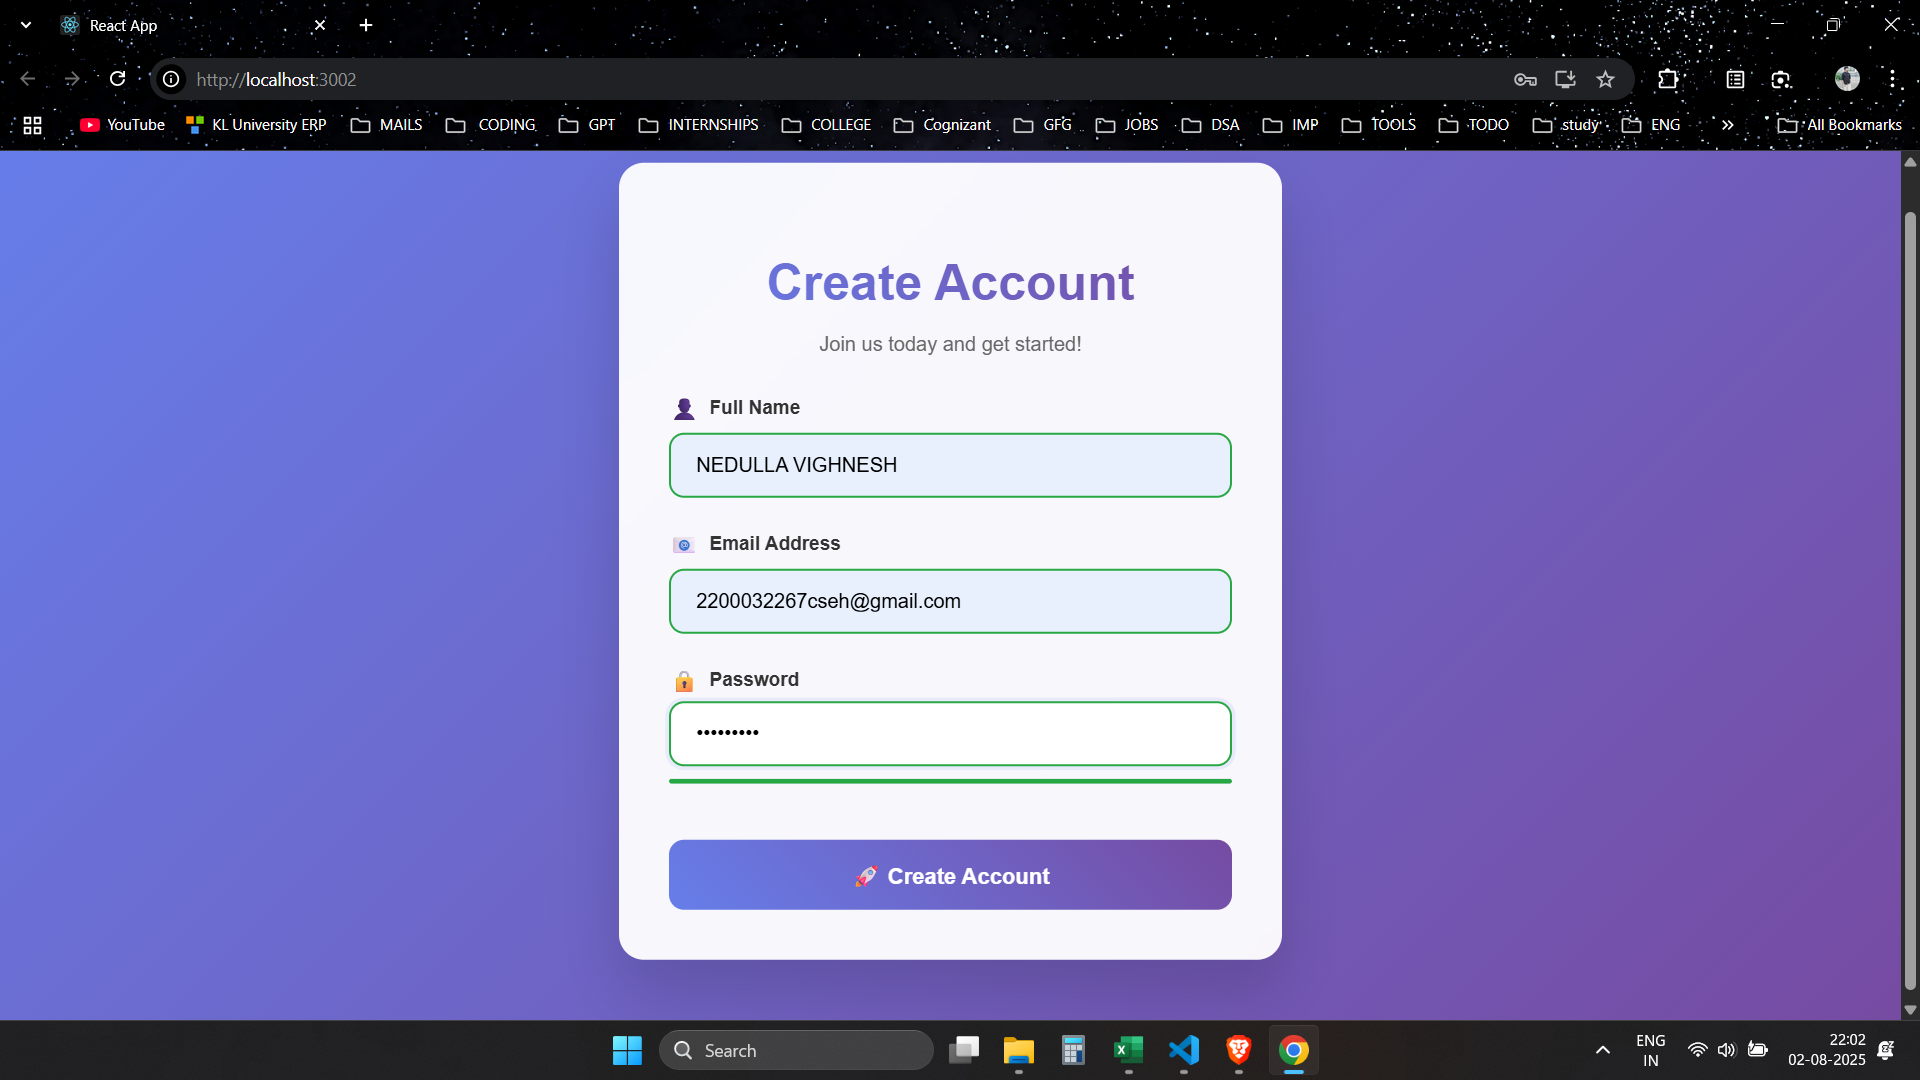 React App
http://localhost:3002
YouTube KL University ERP MAILS CODING GPT INTERNSHIPS COLLEGE Cognizant GFG JOBS DSA IMP TOOLS TODO study ENG » All Bookmarks
Create Account
Join us today and get started!
Full Name
NEDULLA VIGHNESH
Email Address
2200032267cseh@gmail.com
Password
•••••••••
🚀 Create Account
Search
ENG
IN
22:02
02-08-2025